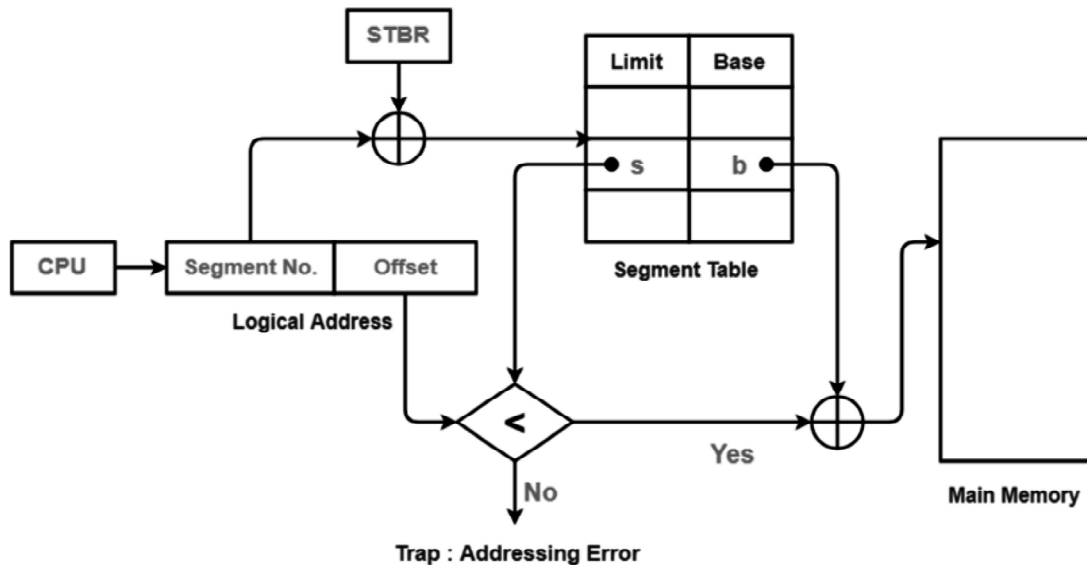 STBR
Limit Base
s b
CPU
Segment No. Offset
Segment Table
Logical Address
<
Yes
No
Main Memory
Trap : Addressing Error